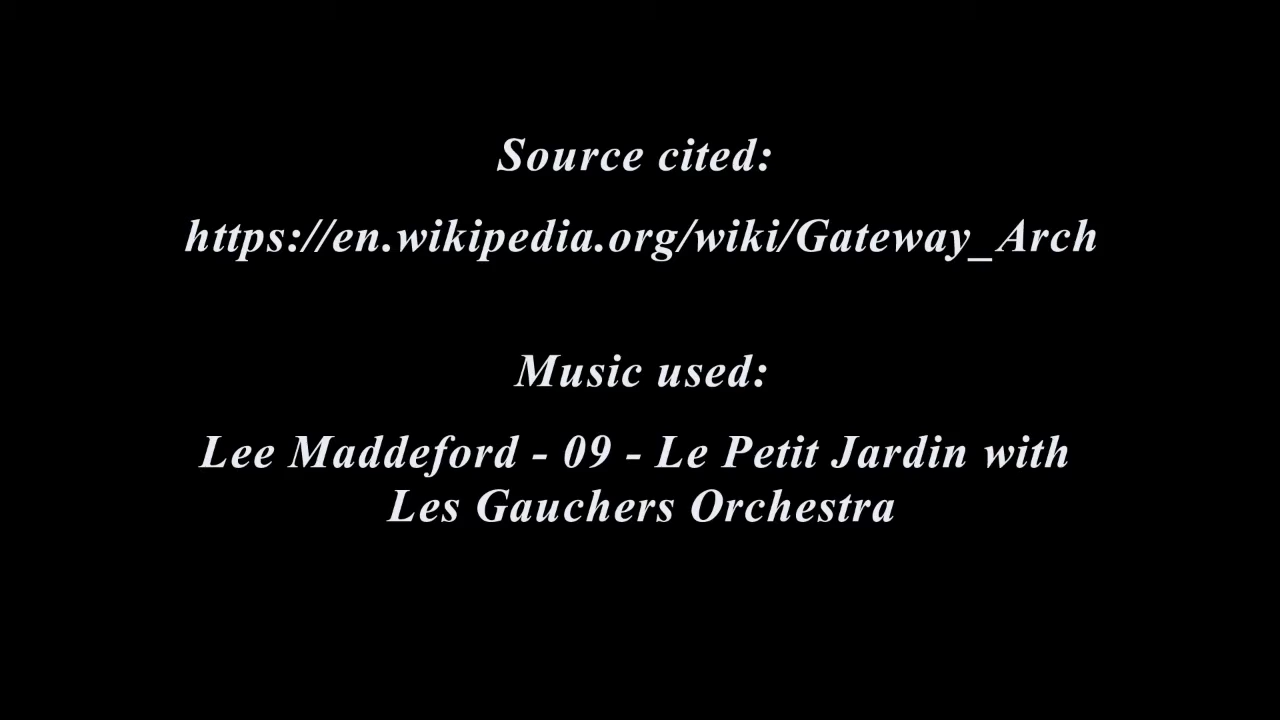 Source cited:
https://en.wikipedia.org/wiki/Gateway_Arch
Music used:
Lee Maddeford - 09 - Le Petit Jardin with
Les Gauchers Orchestra